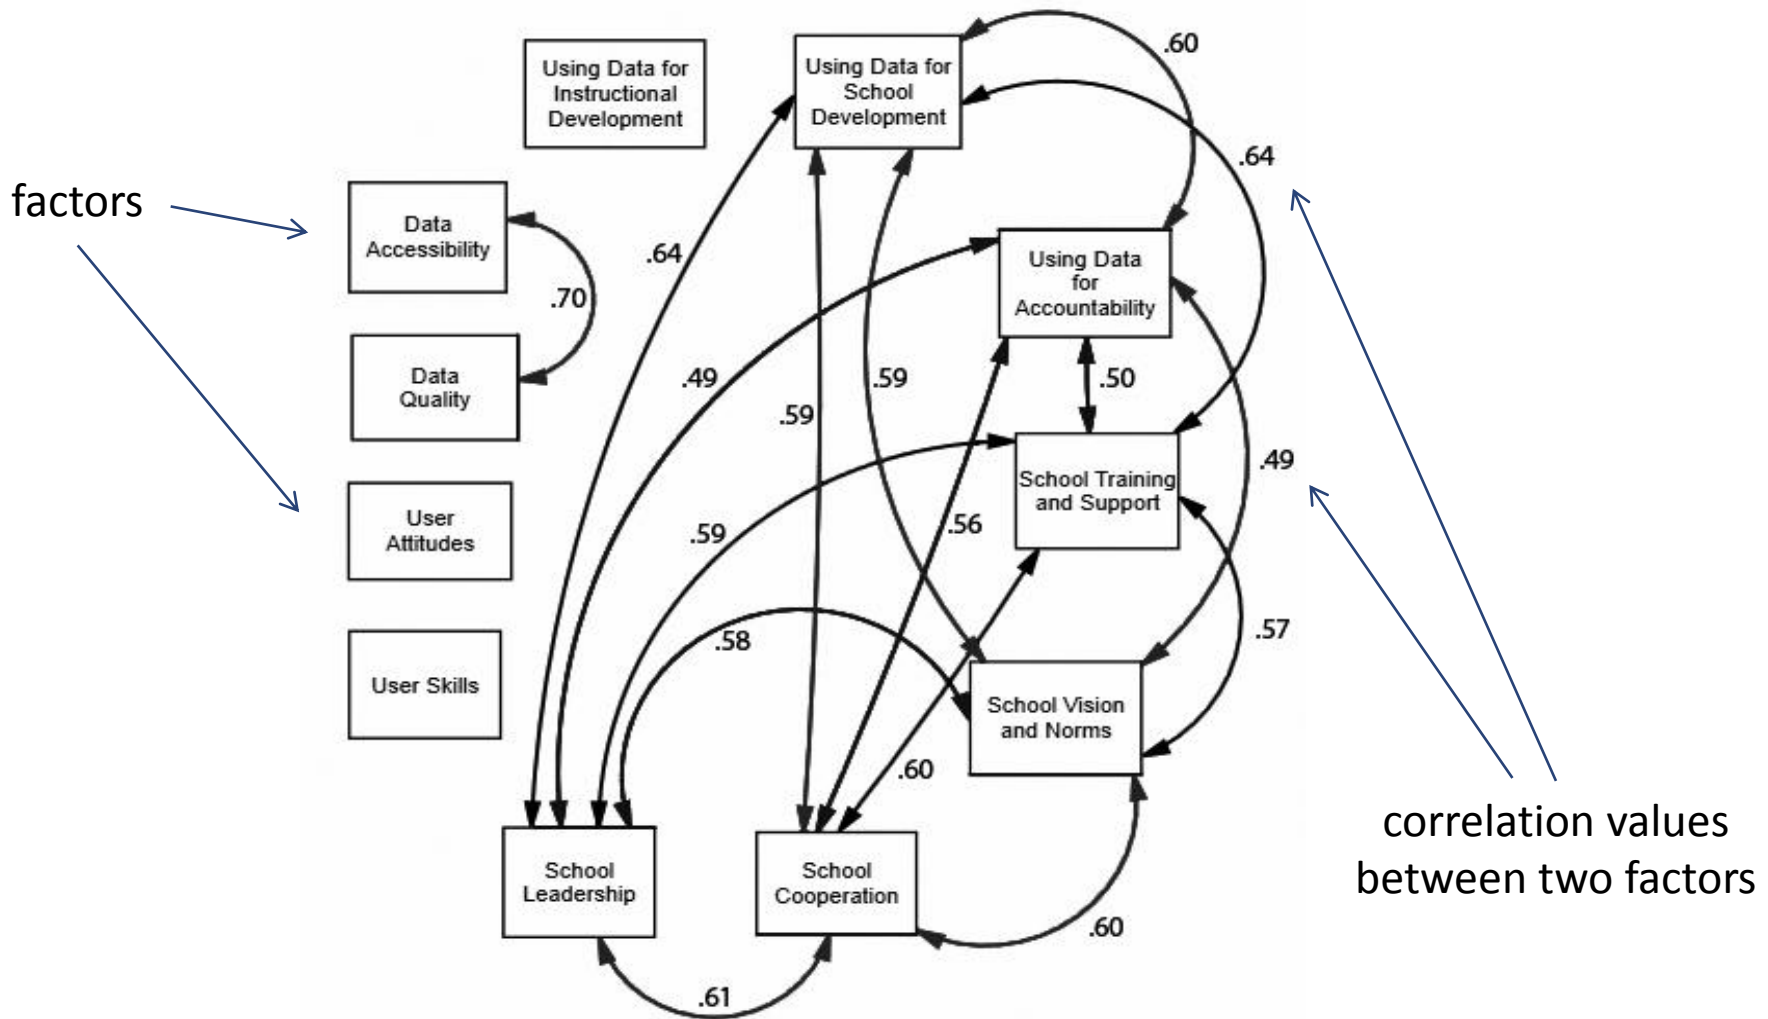 Using Data for
Instructional
Development
Using Data for
School
Development
.60
.64
factors
Data
Accessibility
.70
Data
Quality
.64
Using Data
for
Accountability
.49
.59
.59
.50
.49
School Training
and Support
User
Attitudes
.59
.56
.58
.57
User Skills
School Vision
and Norms
.60
School
Leadership
School
Cooperation
.60
.61
correlation values
between two factors